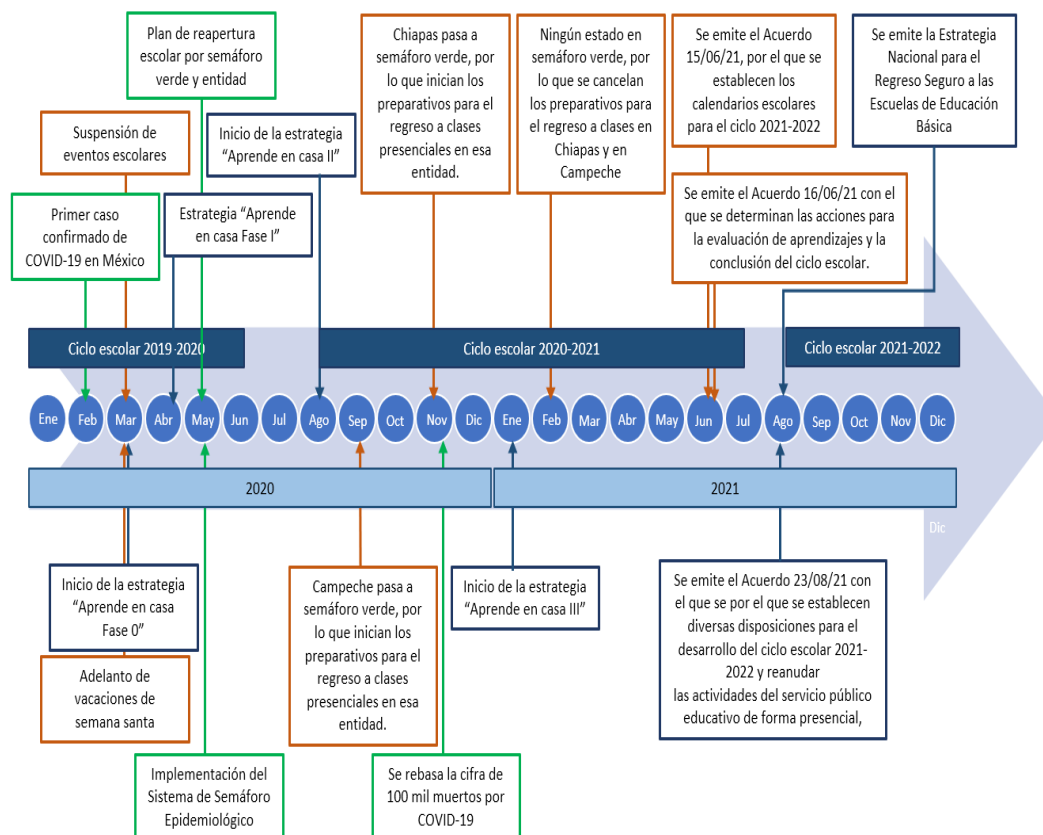 Plan de reapertura
escolar por semáforo
verde y entidad
Chiapas pasa a
semáforo verde, por
lo que inician los
preparativos para el
regreso a clases
presenciales en esa
entidad.
Ningún estado en
semáforo verde, por
lo que se cancelan
los preparativos para
el regreso a clases en
Chiapas y en
Campeche
Se emite el Acuerdo
15/06/21, por el que se
establecen los
calendarios escolares
para el ciclo 2021-2022
Se emite la Estrategia
Nacional para el
Regreso Seguro a las
Escuelas de Educación
Básica
Suspensión de
eventos escolares
Inicio de la estrategia
“Aprende en casa II”
Primer caso
confirmado de
COVID-19 en México
Estrategia “Aprende
en casa Fase I”
Se emite el Acuerdo 16/06/21 con el
que se determinan las acciones para
la evaluación de aprendizajes y la
conclusión del ciclo escolar.
Ciclo escolar 2019-2020
Ciclo escolar 2020-2021
Ciclo escolar 2021-2022
Ene Feb Mar Abr May Jun Jul Ago Sep Oct Nov Dic Ene Feb Mar Abr May Jun Jul Ago Sep Oct Nov Dic
2020
2021
Dic
Inicio de la estrategia
“Aprende en casa
Fase 0”
Adelanto de
vacaciones de
semana santa
Implementación del
Sistema de Semáforo
Epidemiológico
Campeche pasa a
semáforo verde, por
lo que inician los
preparativos para el
regreso a clases
presenciales en esa
entidad.
Se rebasa la cifra de
100 mil muertos por
COVID-19
Inicio de la estrategia
“Aprende en casa III”
Se emite el Acuerdo 23/08/21 con
el que se por el que se establecen
diversas disposiciones para el
desarrollo del ciclo escolar 2021-
2022 y reanudar
las actividades del servicio público
educativo de forma presencial,